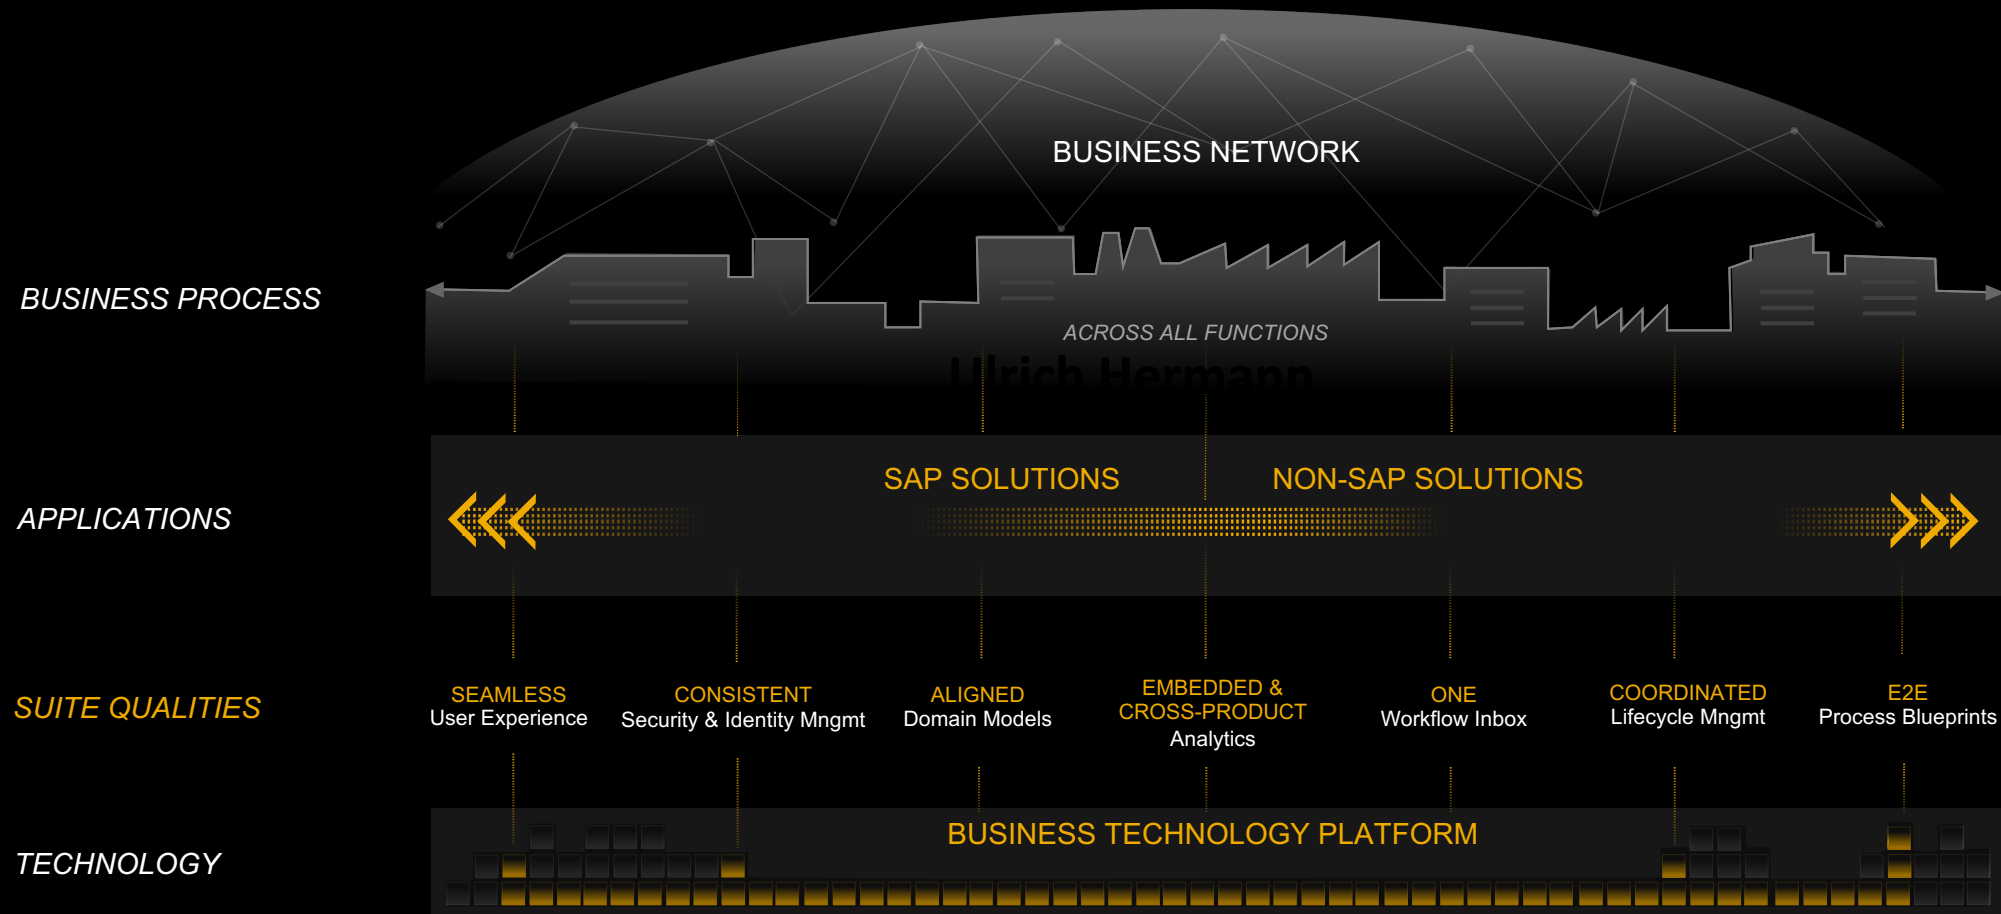 BUSINESS NETWORK
BUSINESS PROCESS
ACROSS ALL FUNCTIONS
Ulrich Hermann
SAP SOLUTIONS
NON-SAP SOLUTIONS
APPLICATIONS
SUITE QUALITIES
SEAMLESS
User Experience
CONSISTENT
Security & Identity Mngmt
ALIGNED
Domain Models
EMBEDDED &
CROSS-PRODUCT
Analytics
ONE
Workflow Inbox
COORDINATED
Lifecycle Mngmt
E2E
Process Blueprints
BUSINESS TECHNOLOGY PLATFORM
TECHNOLOGY